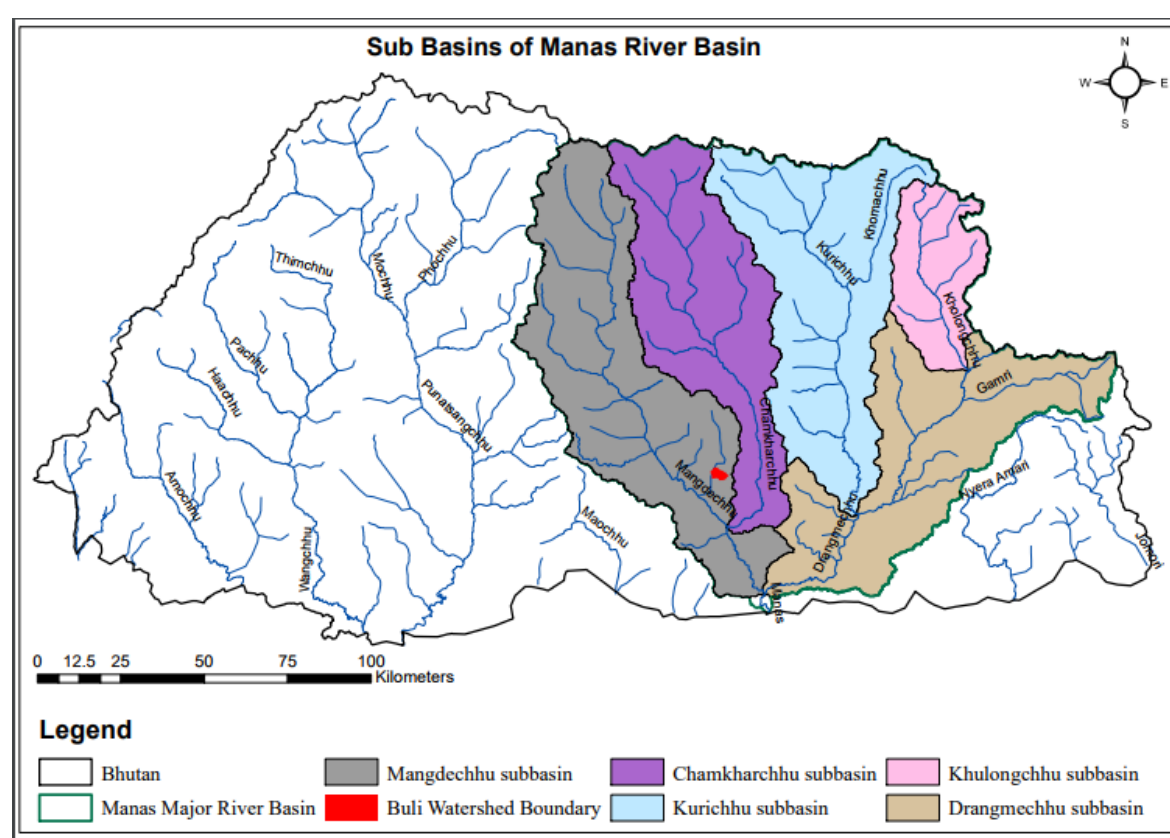 Sub Basins of Manas River Basin
N
W
E
S
Thimchhu
Mochhu
Phochhu
Pachhu
Haachhu
Punatsangchhu
Amochhu
Wangchhu
Maochhu
Mangdechhu
Chamkharchhu
Kurichhu
Khomachhu
Kholongchhu
Gamri
Drangmechhu
Manas
Nyera Amari
Jomori
0 12.5 25 50 75 100
Kilometers
Legend
Bhutan
Mangdechhu subbasin
Chamkharchhu subbasin
Khulongchhu subbasin
Manas Major River Basin
Buli Watershed Boundary
Kurichhu subbasin
Drangmechhu subbasin